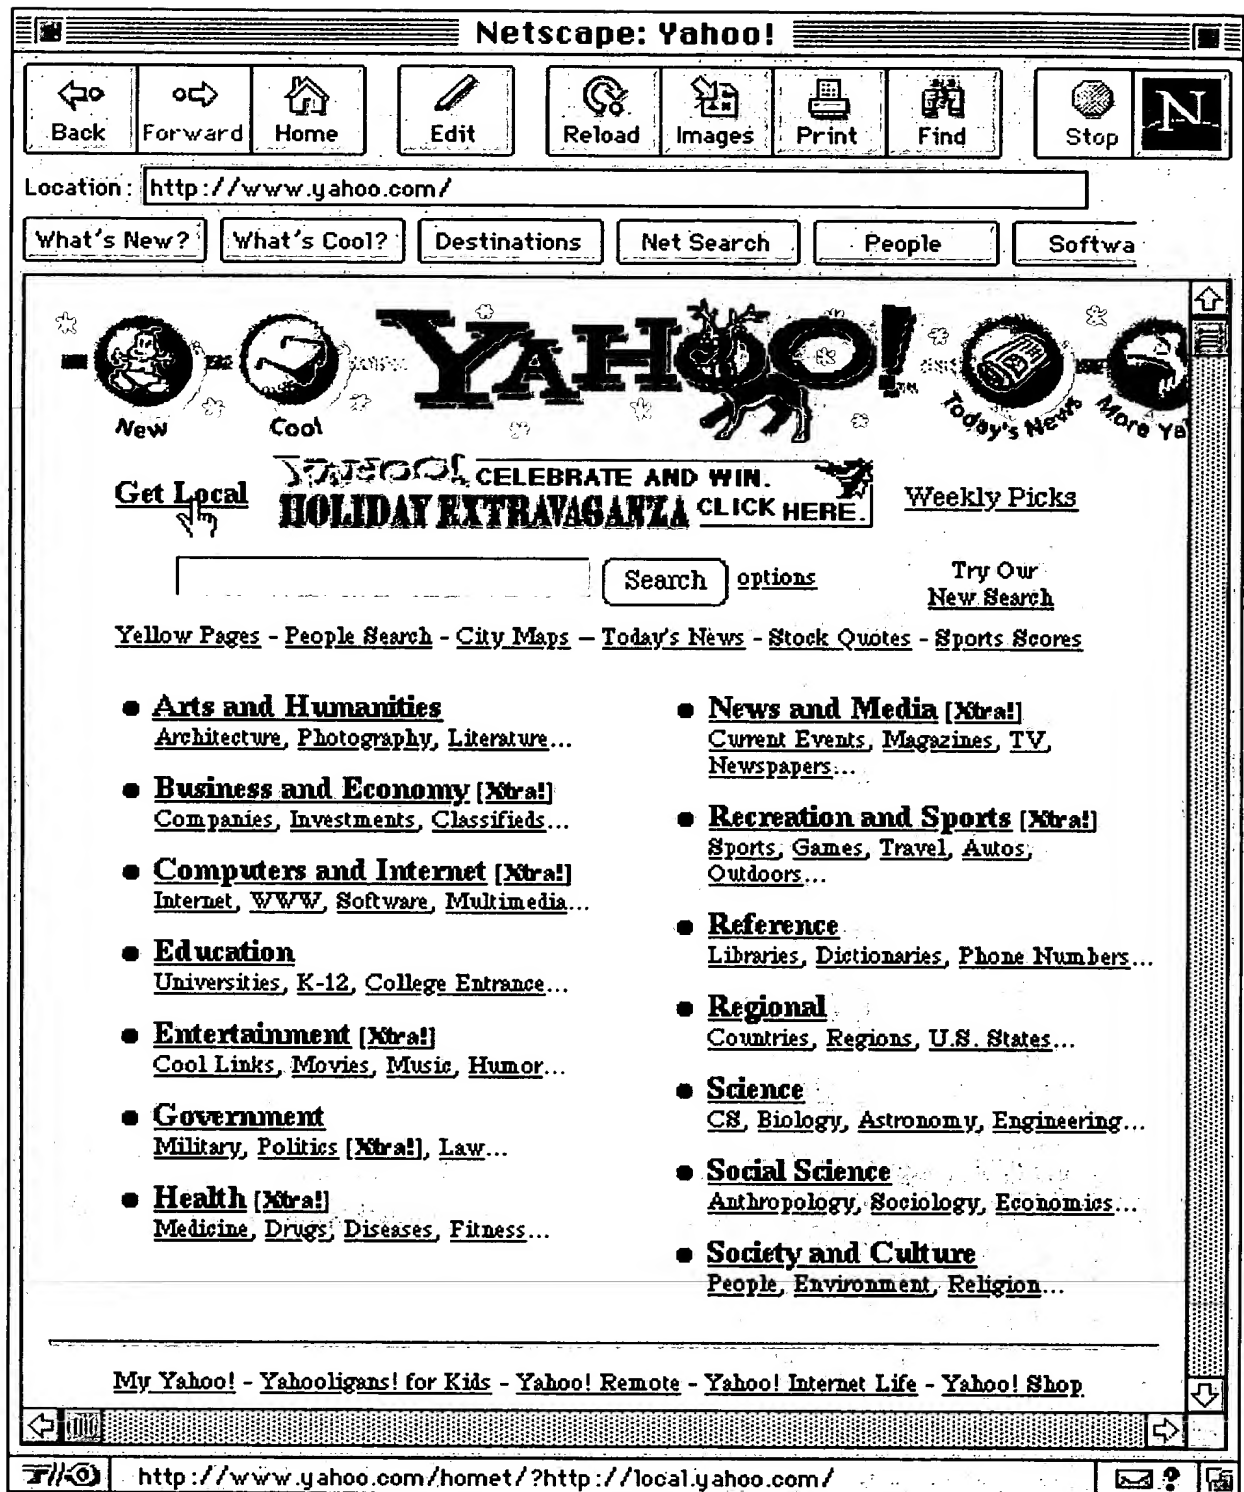 Netscape: Yahoo!
Back Forward Home Edit Reload Images Print Find Stop N
Location: http://www.yahoo.com/
What's New? What's Cool? Destinations Net Search People Softwa
YAHOO!
New Cool Today's News More Ya
Get Local
YAHOO! CELEBRATE AND WIN.
HOLIDAY EXTRAVAGANZA CLICK HERE.
Weekly Picks
Search options
Try Our
New Search
Yellow Pages - People Search - City Maps – Today's News - Stock Quotes - Sports Scores
Arts and Humanities
Architecture, Photography, Literature...
Business and Economy [Xtra!]
Companies, Investments, Classifieds...
Computers and Internet [Xtra!]
Internet, WWW, Software, Multimedia...
Education
Universities, K-12, College Entrance...
Entertainment [Xtra!]
Cool Links, Movies, Music, Humor...
Government
Military, Politics [Xtra!], Law...
Health [Xtra!]
Medicine, Drugs, Diseases, Fitness...
News and Media [Xtra!]
Current Events, Magazines, TV,
Newspapers...
Recreation and Sports [Xtra!]
Sports, Games, Travel, Autos,
Outdoors...
Reference
Libraries, Dictionaries, Phone Numbers...
Regional
Countries, Regions, U.S. States...
Science
CS, Biology, Astronomy, Engineering...
Social Science
Anthropology, Sociology, Economics...
Society and Culture
People, Environment, Religion...
My Yahoo! - Yahooligans! for Kids - Yahoo! Remote - Yahoo! Internet Life - Yahoo! Shop
http://www.yahoo.com/homet/?http://local.yahoo.com/